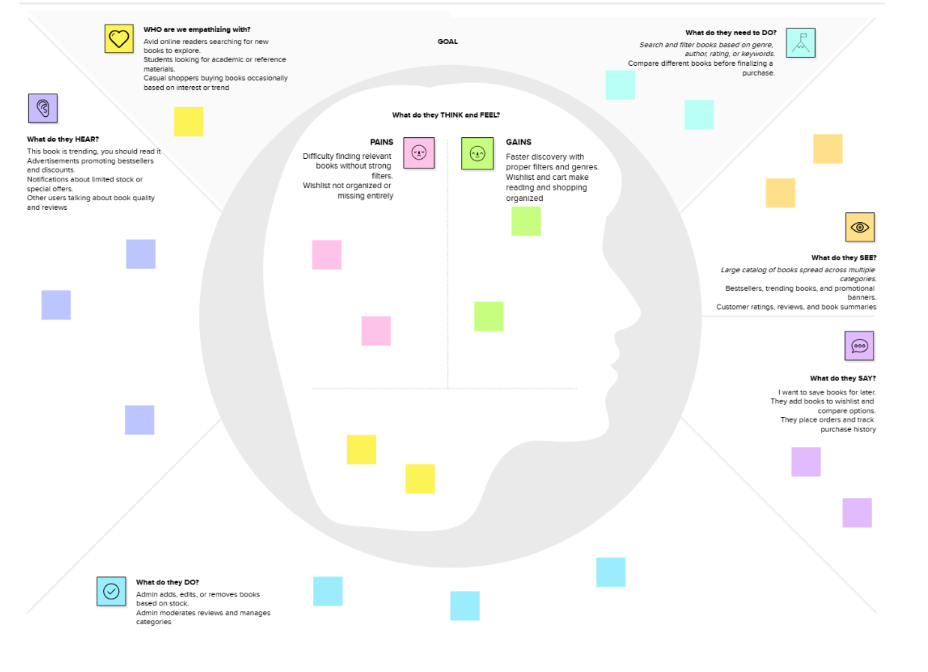 WHO are we empathizing with?
Avid online readers searching for new
books to explore.
Students looking for academic or reference
materials.
Casual shoppers buying books occasionally
based on interest or trend
GOAL
What do they need to DO?
Search and filter books based on genre,
author, rating, or keywords.
Compare different books before finalizing a
purchase.
What do they HEAR?
This book is trending, you should read it
Advertisements promoting bestsellers
and discounts.
Notifications about limited stock or
special offers.
Other users talking about book quality
and reviews
What do they THINK and FEEL?
PAINS
Difficulty finding relevant
books without strong
filters.
Wishlist not organized or
missing entirely
GAINS
Faster discovery with
proper filters and genres.
Wishlist and cart make
reading and shopping
organized
What do they SEE?
Large catalog of books spread across multiple
categories.
Bestsellers, trending books, and promotional
banners.
Customer ratings, reviews, and book summaries
What do they SAY?
I want to save books for later.
They add books to wishlist and
compare options.
They place orders and track
purchase history
What do they DO?
Admin adds, edits, or removes books
based on stock.
Admin moderates reviews and manages
categories